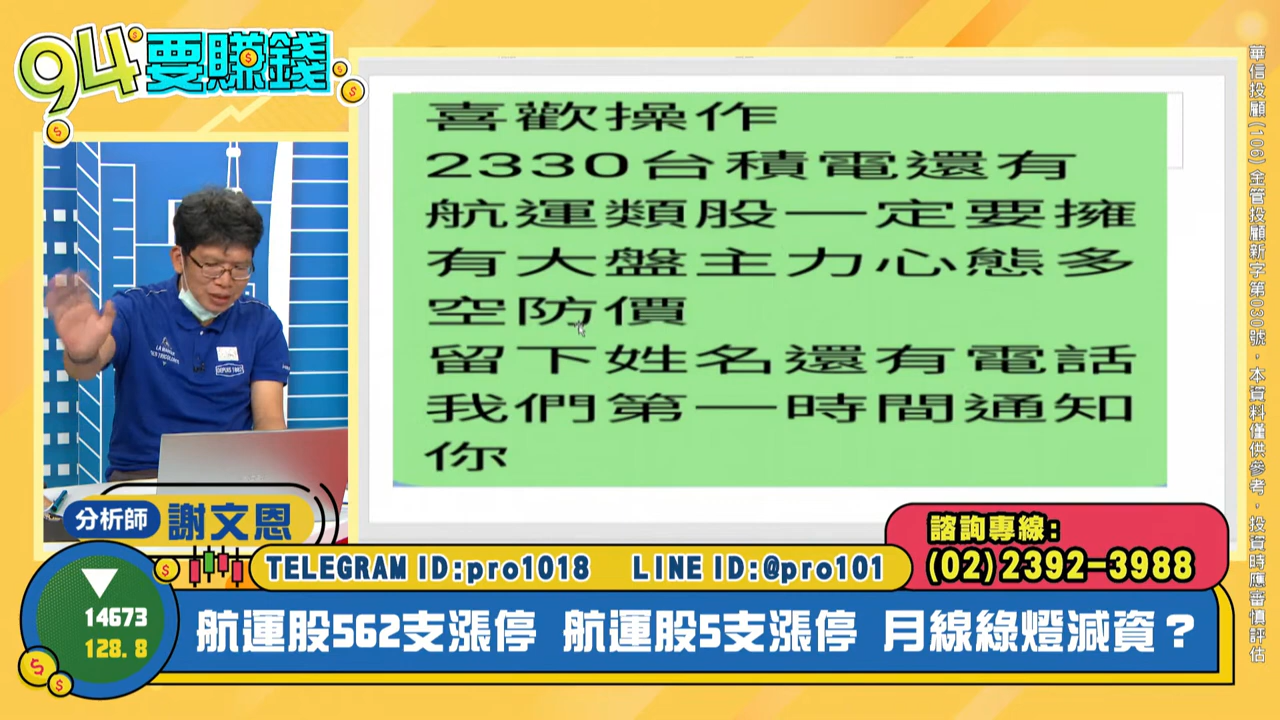 94要賺錢
喜歡操作
2330台積電還有
航運類股一定要擁
有大盤主力心態多
空防價
留下姓名還有電話
我們第一時間通知
你
華信投顧(106)金管投顧新字第030號，本資料僅供參考，投資時應審慎評估
分析師 謝文恩
諮詢專線:
(02)2392-3988
TELEGRAM ID:pro1018 LINE ID:@pro101
14673
128.8
航運股562支漲停 航運股5支漲停 月線綠燈減資？